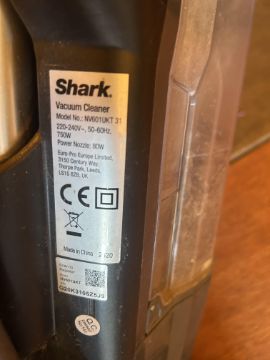 Shark.
Vacuum Cleaner
Model No.: NV601UKT 31
220-240V~, 50-60Hz,
750W
Power Nozzle: 80W
Euro-Pro Europe Limited,
3150 Century Way
Thorpe Park, Leeds,
LS15 8ZB, UK
CE
Made in China